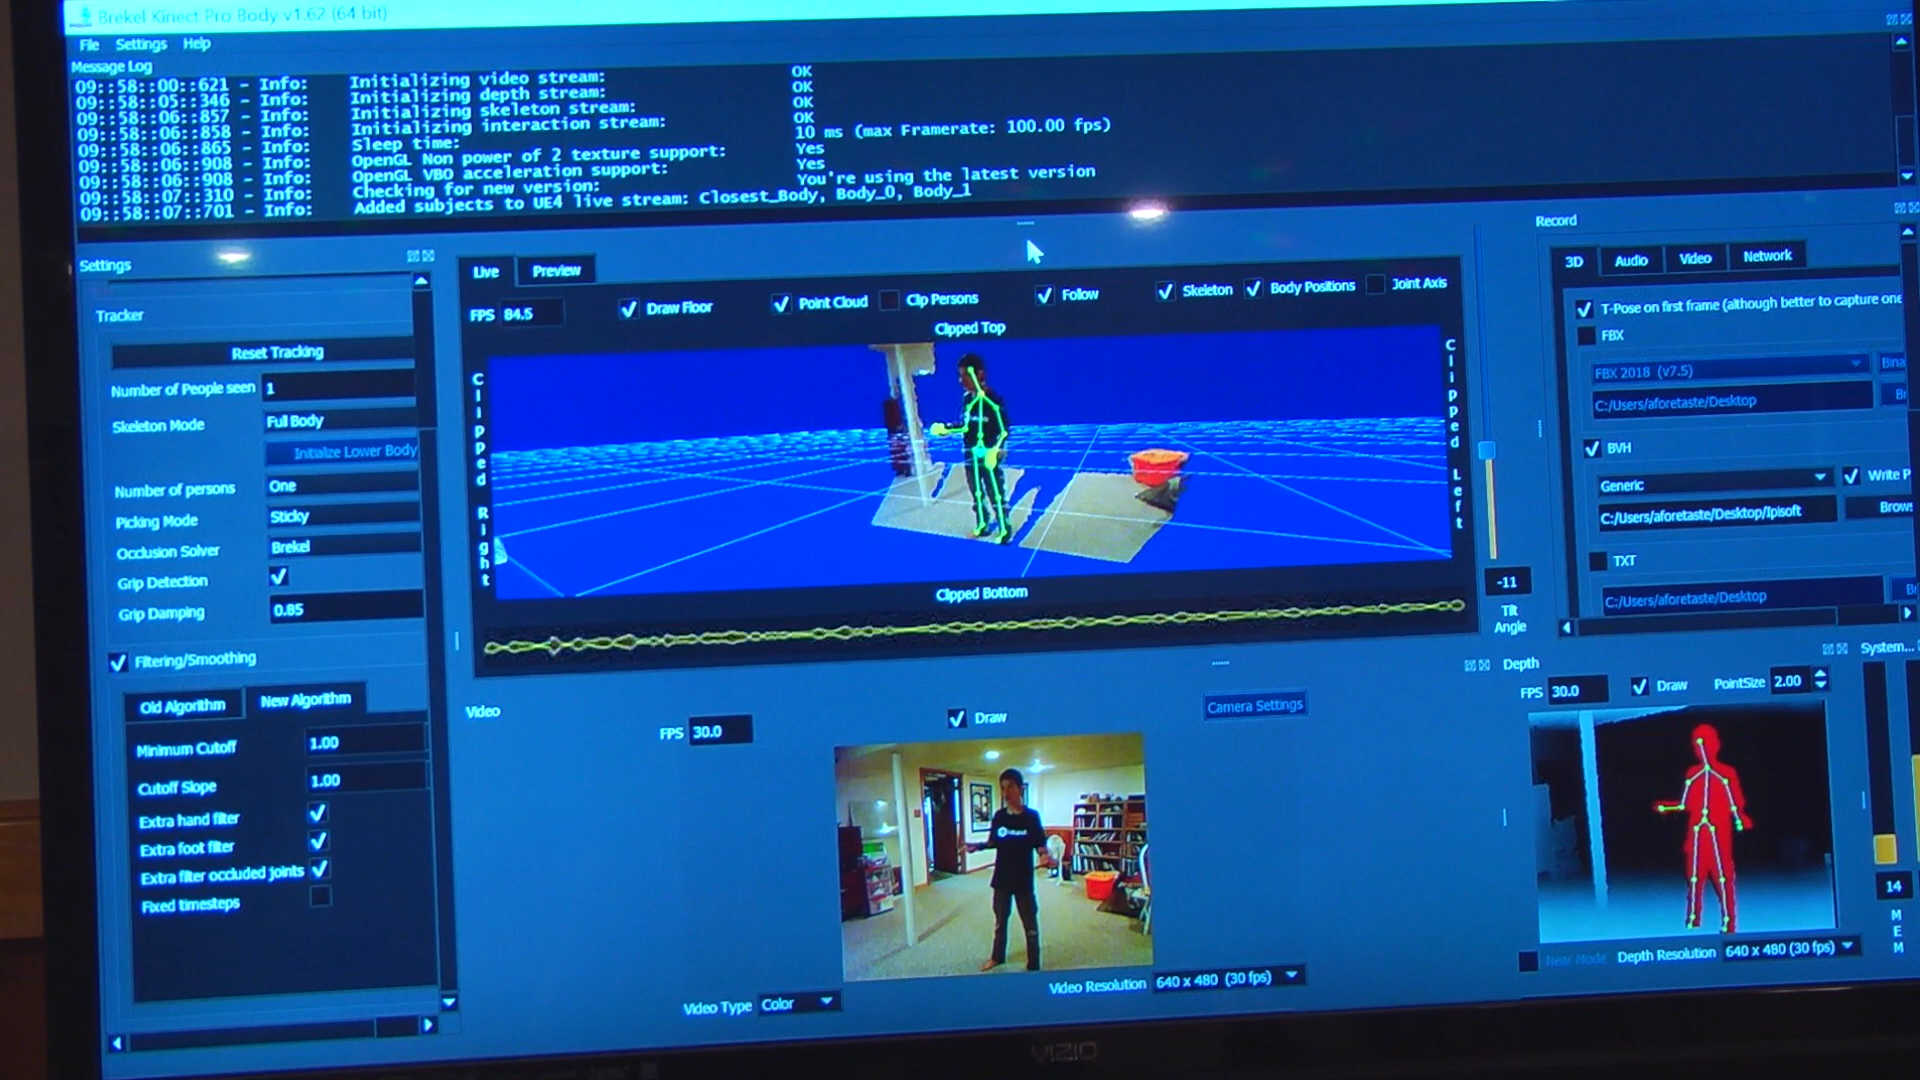 Brekel Kinect Pro Body v1.62 (64 bit)
File Settings Help
Message Log
09::58::00::621 - Info: Initializing video stream: OK
09::58::05::346 - Info: Initializing depth stream: OK
09::58::06::857 - Info: Initializing skeleton stream: OK
09::58::06::858 - Info: Initializing interaction stream: OK
09::58::06::865 - Info: Sleep time: 10 ms (max Framerate: 100.00 fps)
09::58::06::908 - Info: OpenGL Non power of 2 texture support: Yes
09::58::06::908 - Info: OpenGL VBO acceleration support: Yes
09::58::07::310 - Info: Checking for new version: You're using the latest version
09::58::07::701 - Info: Added subjects to UE4 live stream: Closest_Body, Body_0, Body_1
Settings
Tracker
Reset Tracking
Number of People seen 1
Skeleton Mode Full Body
Initialize Lower Body
Number of persons One
Picking Mode Sticky
Occlusion Solver Brekel
Grip Detection
Grip Damping 0.85
Filtering/Smoothing
Old Algorithm New Algorithm
Minimum Cutoff 1.00
Cutoff Slope 1.00
Extra hand filter
Extra foot filter
Extra filter occluded joints
Fixed timesteps
Live Preview
FPS 84.5 Draw Floor Point Cloud Clip Persons Follow Skeleton Body Positions Joint Axis
Clipped Top
Clipped Right
Clipped Left
Clipped Bottom
-11
Tilt
Angle
Video
FPS 30.0 Draw Camera Settings
Video Type Color
Video Resolution 640 x 480 (30 fps)
Record
3D Audio Video Network
T-Pose on first frame (although better to capture one
FBX
FBX 2018 (v7.5) Bina
C:/Users/aforetaste/Desktop
BVH
Generic Write P
C:/Users/aforetaste/Desktop/Ipisoft Brows
TXT
C:/Users/aforetaste/Desktop
Depth
FPS 30.0 Draw PointSize 2.00
Near Mode Depth Resolution 640 x 480 (30 fps)
System...
14
MEM
VIZIO